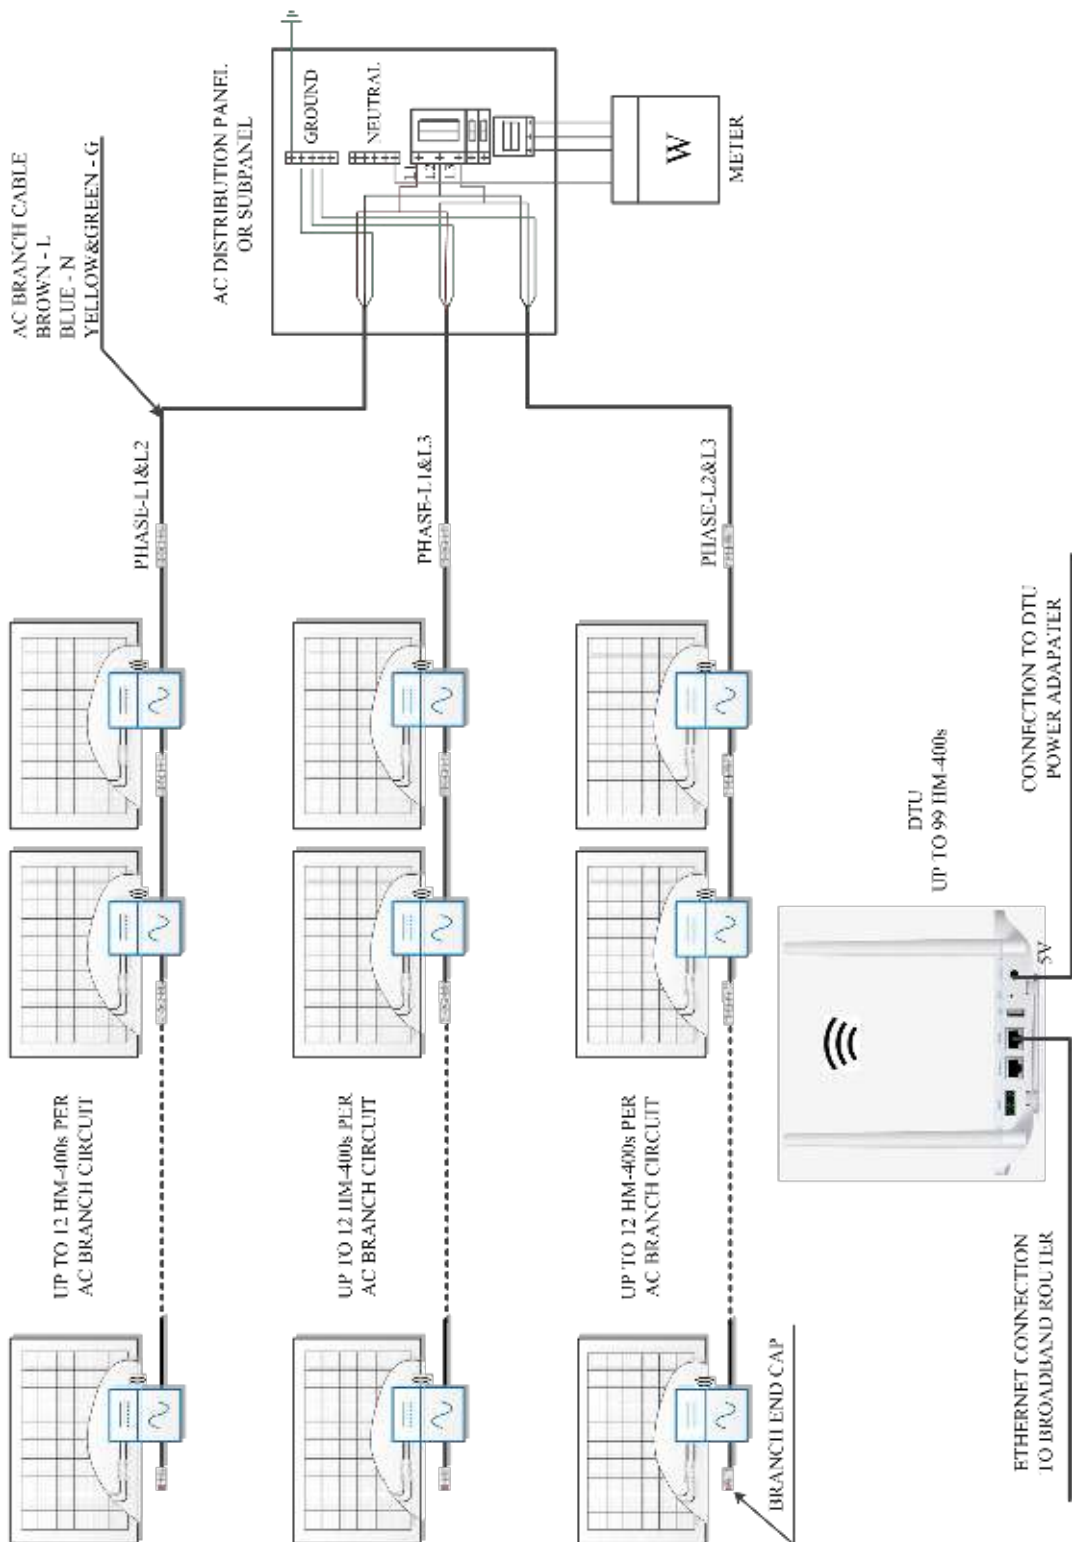 AC BRANCH CABLE
BROWN - L
BLUE - N
YELLOW&GREEN - G
AC DISTRIBUTION PANEL
OR SUBPANEL
GROUND
NEUTRAL
L1
L2
L3
W
METER
PHASE-L1&L2
PHASE-L1&L3
PHASE-L2&L3
UP TO 12 HM-400s PER
AC BRANCH CIRCUIT
UP TO 12 HM-400s PER
AC BRANCH CIRCUIT
UP TO 12 HM-400s PER
AC BRANCH CIRCUIT
BRANCH END CAP
DTU
UP TO 99 HM-400s
5V
CONNECTION TO DTU
POWER ADAPATER
ETHERNET CONNECTION
TO BROADBAND ROUTER